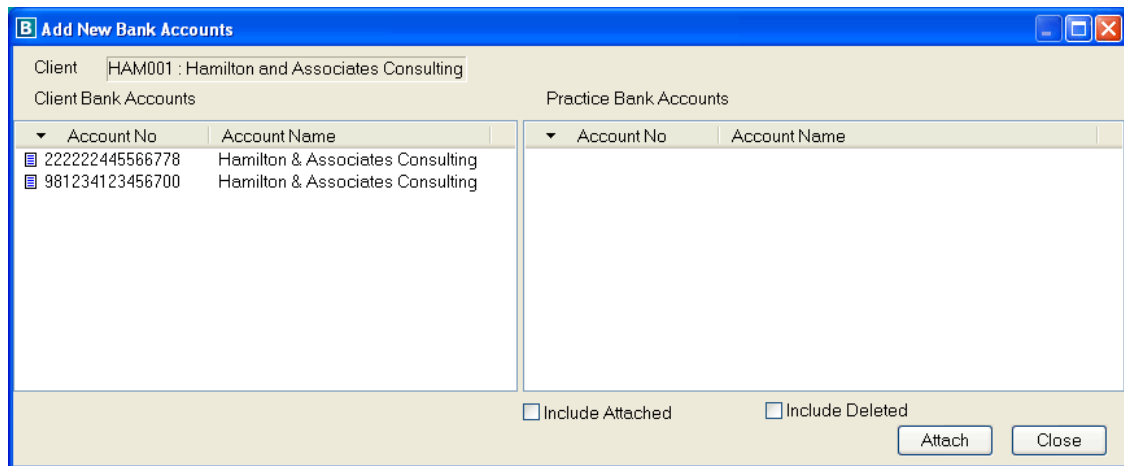 B Add New Bank Accounts
Client HAM001 : Hamilton and Associates Consulting
Client Bank Accounts Practice Bank Accounts
Account No Account Name Account No Account Name
222222445566778 Hamilton & Associates Consulting
981234123456700 Hamilton & Associates Consulting
Include Attached Include Deleted
Attach Close